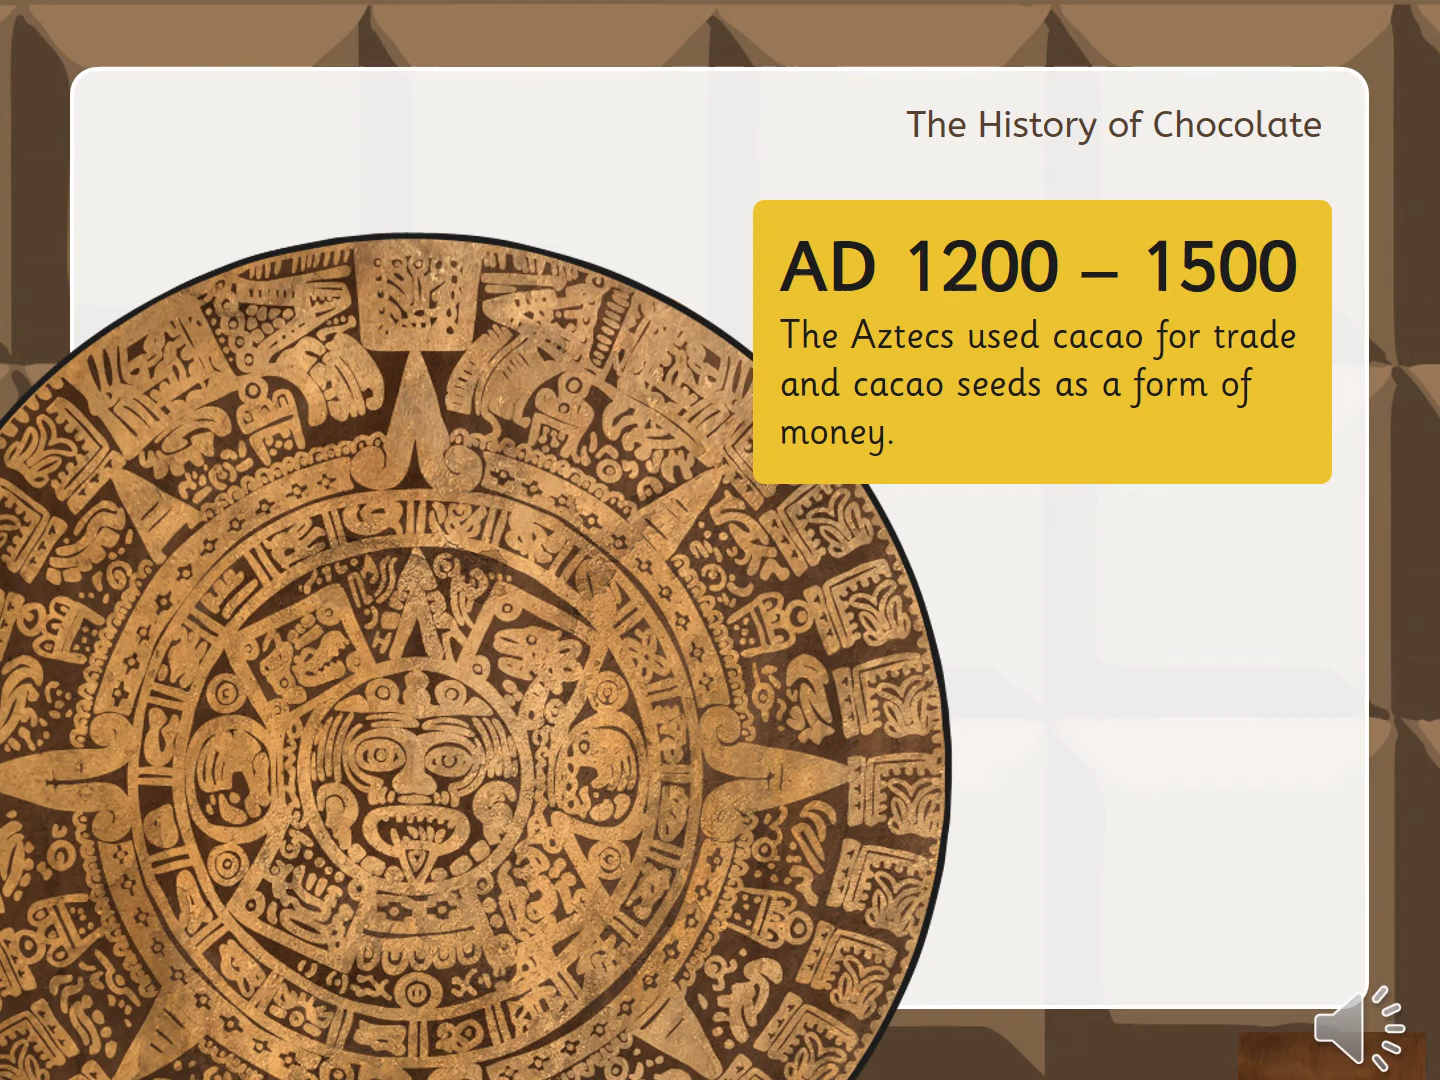 The History of Chocolate
AD 1200 – 1500
The Aztecs used cacao for trade
and cacao seeds as a form of
money.